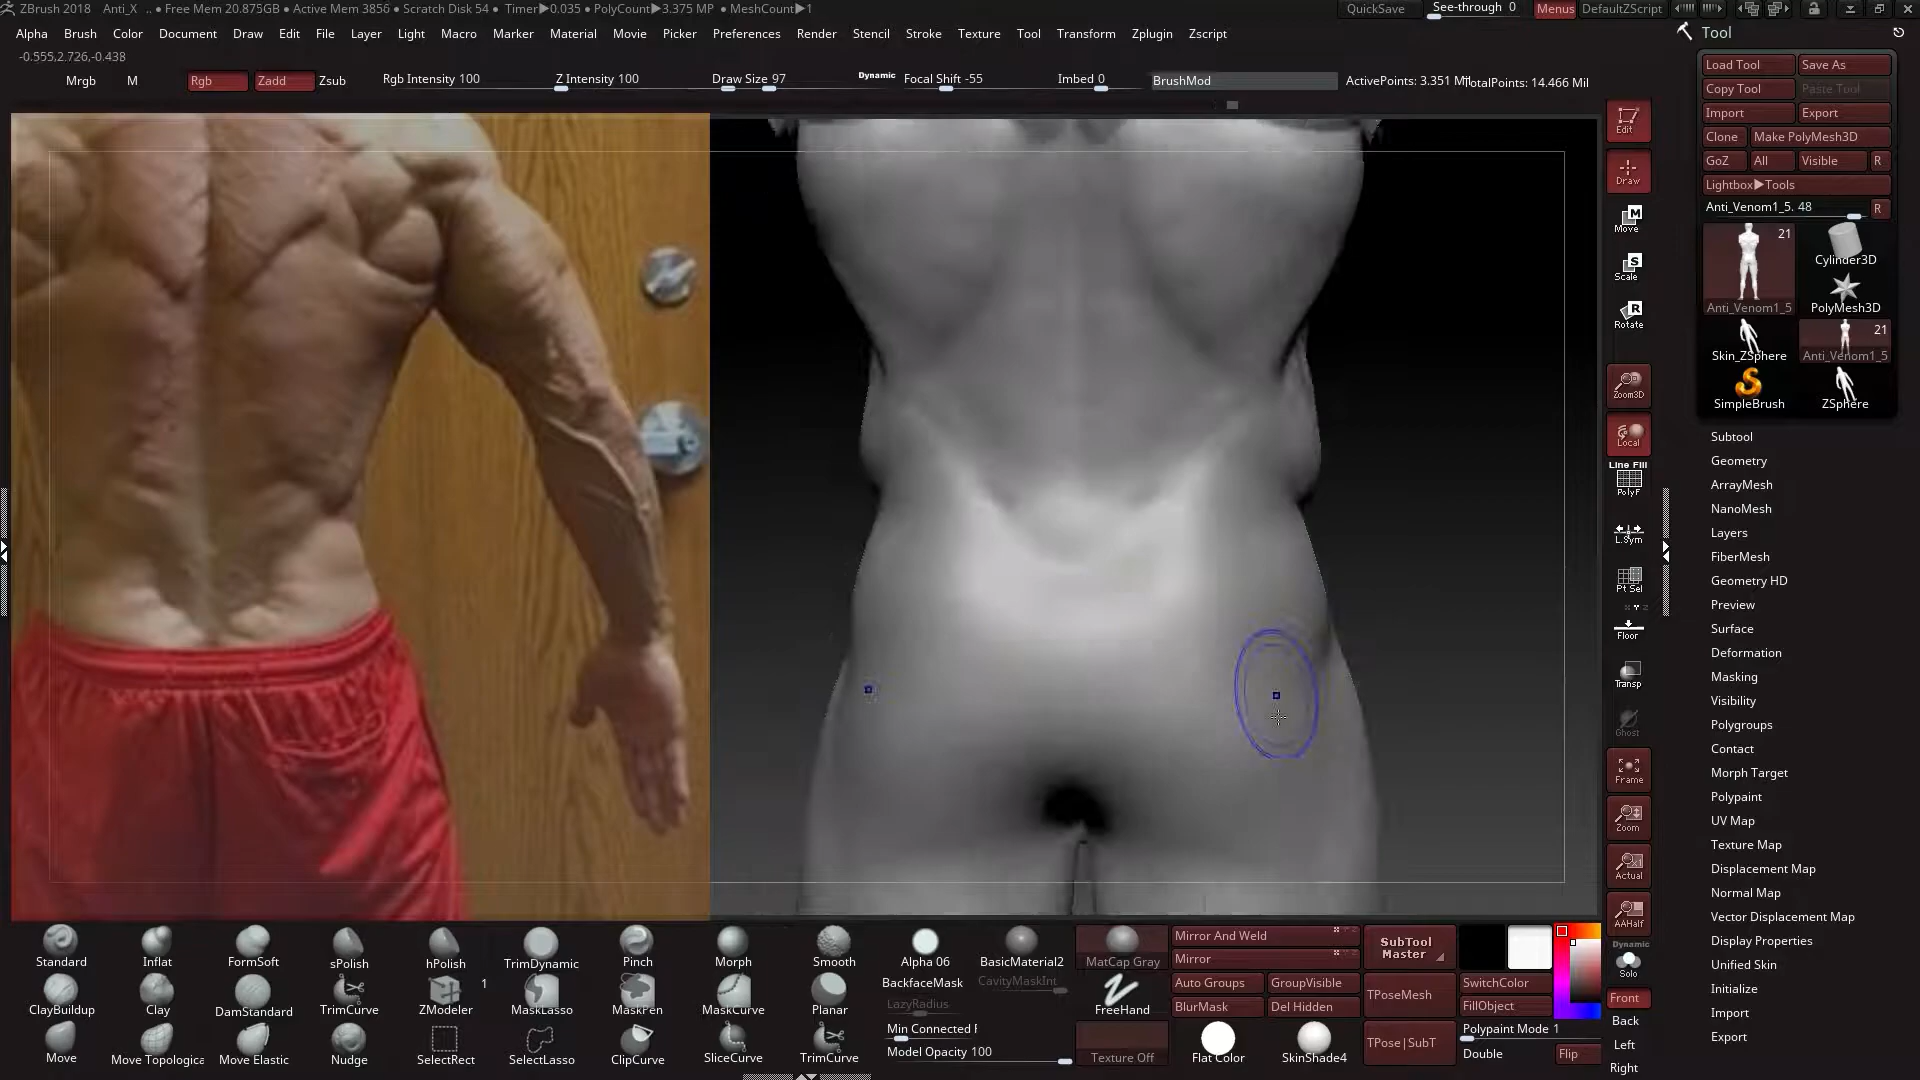 ZBrush 2018 Anti_X .. • Free Mem 20.875GB • Active Mem 3856 • Scratch Disk 54 • Timer▶0.035 • PolyCount▶3.375 MP • MeshCount▶1
QuickSave See-through 0 Menus DefaultZScript
Alpha Brush Color Document Draw Edit File Layer Light Macro Marker Material Movie Picker Preferences Render Stencil Stroke Texture Tool Transform Zplugin Zscript
-0.555,2.726,-0.438
Mrgb M Rgb Zadd Zsub Rgb Intensity 100 Z Intensity 100 Draw Size 97 Dynamic Focal Shift -55 Imbed 0 BrushMod ActivePoints: 3.351 Mil TotalPoints: 14.466 Mil
Edit
Draw
M
Move
S
Scale
R
Rotate
Zoom3D
Local
Line Fill
PolyF
L.Sym
Pt Sel
Floor
Transp
Ghost
Frame
Zoom
Actual
AAHalf
Dynamic
Solo
Front
Back
Left
Right
Tool
Load Tool Save As
Copy Tool Paste Tool
Import Export
Clone Make PolyMesh3D
GoZ All Visible R
Lightbox▶Tools
Anti_Venom1_5. 48 R
21
Cylinder3D
Anti_Venom1_5 PolyMesh3D
21
Skin_ZSphere Anti_Venom1_5
SimpleBrush ZSphere
Subtool
Geometry
ArrayMesh
NanoMesh
Layers
FiberMesh
Geometry HD
Preview
Surface
Deformation
Masking
Visibility
Polygroups
Contact
Morph Target
Polypaint
UV Map
Texture Map
Displacement Map
Normal Map
Vector Displacement Map
Display Properties
Unified Skin
Initialize
Import
Export
Standard Inflat FormSoft sPolish hPolish TrimDynamic Pinch Morph Smooth Alpha 06 BasicMaterial2 MatCap Gray
ClayBuildup Clay DamStandard TrimCurve ZModeler 1 MaskLasso MaskPen MaskCurve Planar
Move Move Topologica Move Elastic Nudge SelectRect SelectLasso ClipCurve SliceCurve TrimCurve
BackfaceMask CavityMaskInt
LazyRadius FreeHand
Min Connected
Model Opacity 100 Texture Off
Mirror And Weld
Mirror
Auto Groups GroupVisible
BlurMask Del Hidden
Flat Color SkinShade4
SubTool
Master
TPoseMesh
TPose|SubT
SwitchColor
FillObject
Polypaint Mode 1
Double Flip